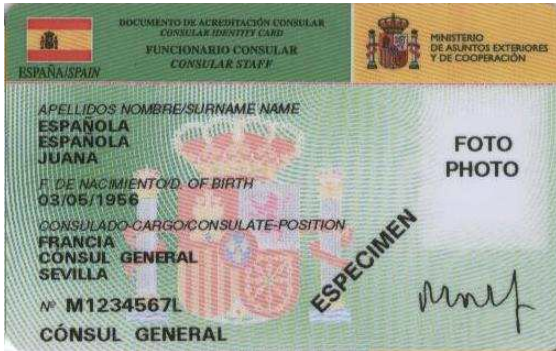 DOCUMENTO DE ACREDITACIÓN CONSULAR
CONSULAR IDENTITY CARD
FUNCIONARIO CONSULAR
CONSULAR STAFF
ESPAÑA/SPAIN
MINISTERIO
DE ASUNTOS EXTERIORES
Y DE COOPERACIÓN
APELLIDOS NOMBRE/SURNAME NAME
ESPAÑOLA
ESPAÑOLA
JUANA
F. DE NACIMIENTO/D. OF BIRTH
03/05/1956
CONSULADO-CARGO/CONSULATE-POSITION
FRANCIA
CONSUL GENERAL
SEVILLA
Nº M1234567L
CÓNSUL GENERAL
FOTO
PHOTO
ESPECIMEN